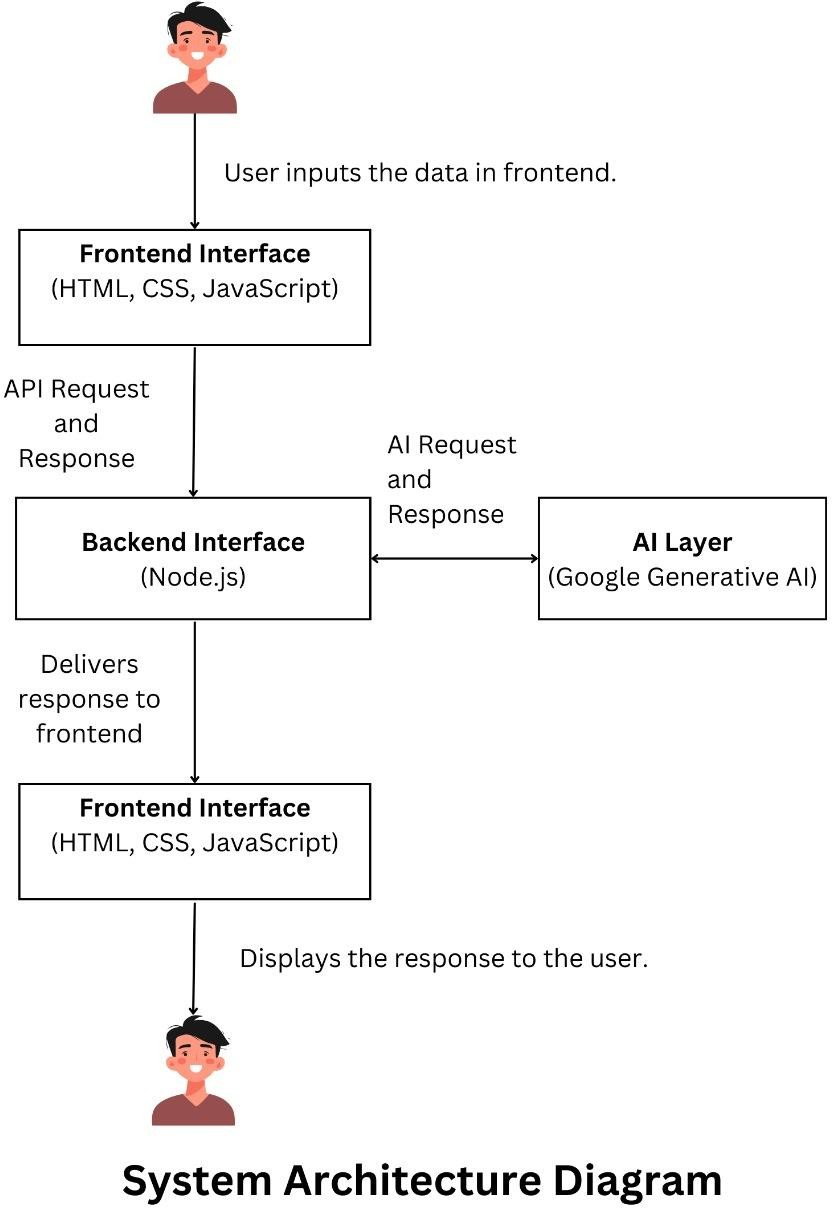 User inputs the data in frontend.
Frontend Interface
(HTML, CSS, JavaScript)
API Request
and
Response
AI Request
and
Response
Backend Interface
(Node.js)
AI Layer
(Google Generative AI)
Delivers
response to
frontend
Frontend Interface
(HTML, CSS, JavaScript)
Displays the response to the user.
System Architecture Diagram